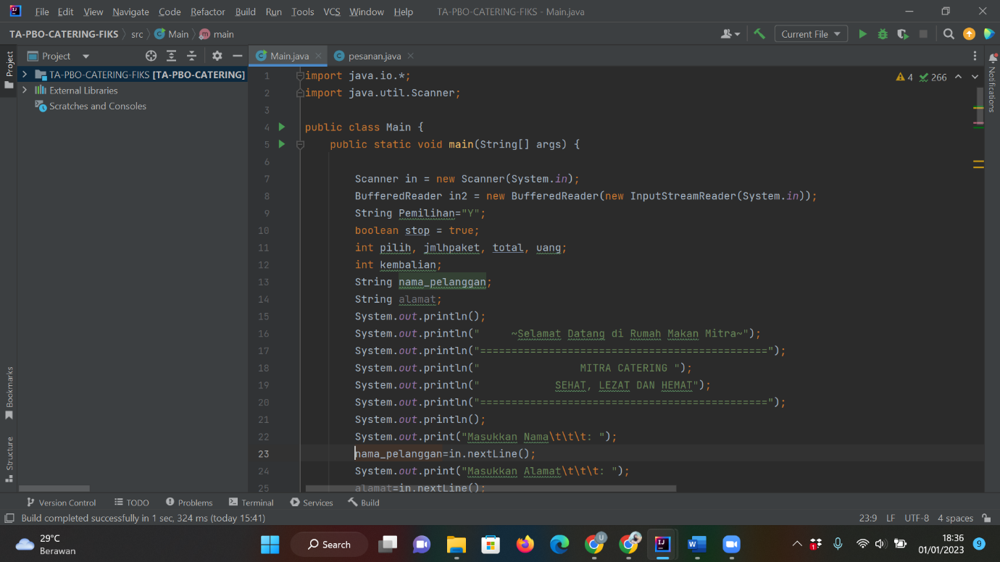 File Edit View Navigate Code Refactor Build Run Tools VCS Window Help TA-PBO-CATERING-FIKS - Main.java
TA-PBO-CATERING-FIKS src Main main Current File
Project
Project
Main.java
pesanan.java
TA-PBO-CATERING-FIKS [TA-PBO-CATERING]
External Libraries
Scratches and Consoles
4 266
Notifications
1 import java.io.*;
2 import java.util.Scanner;
3
4 public class Main {
5 public static void main(String[] args) {
6
7 Scanner in = new Scanner(System.in);
8 BufferedReader in2 = new BufferedReader(new InputStreamReader(System.in));
9 String Pemilihan="Y";
10 boolean stop = true;
11 int pilih, jmlhpaket, total, uang;
12 int kembalian;
13 String nama_pelanggan;
14 String alamat;
15 System.out.println();
16 System.out.println(" ~Selamat Datang di Rumah Makan Mitra~");
17 System.out.println("==============================================");
18 System.out.println(" MITRA CATERING ");
19 System.out.println(" SEHAT, LEZAT DAN HEMAT");
20 System.out.println("==============================================");
21 System.out.println();
22 System.out.print("Masukkan Nama\t\t\t: ");
23 nama_pelanggan=in.nextLine();
24 System.out.print("Masukkan Alamat\t\t\t: ");
25 alamat=in.nextLine();
Bookmarks
Structure
Version Control TODO Problems Terminal Services Build
Build completed successfully in 1 sec, 324 ms (today 15:41) 23:9 LF UTF-8 4 spaces
29°C
Berawan
Search
18:36
01/01/2023
9